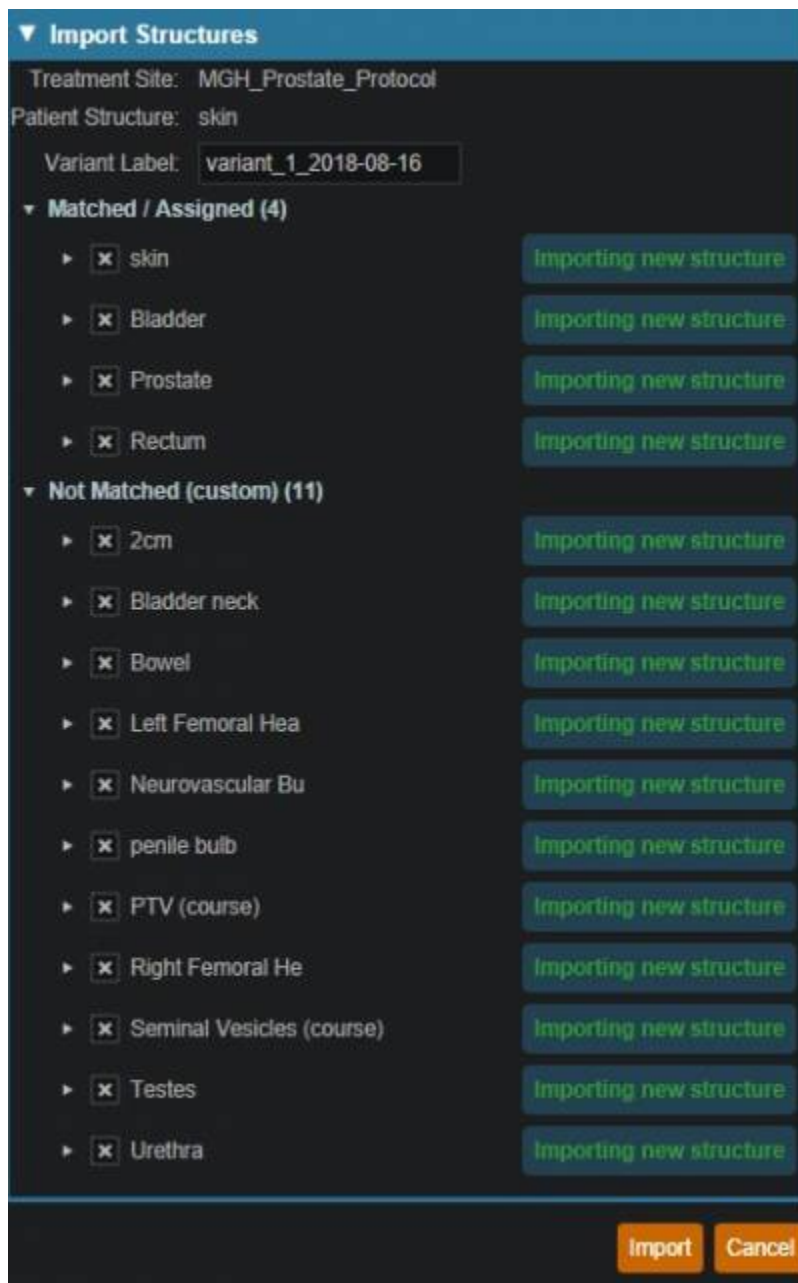 Import Structures
Treatment Site: MGH_Prostate_Protocol
Patient Structure: skin
Variant Label: variant_1_2018-08-16
Matched / Assigned (4)
skin Importing new structure
Bladder Importing new structure
Prostate Importing new structure
Rectum Importing new structure
Not Matched (custom) (11)
2cm Importing new structure
Bladder neck Importing new structure
Bowel Importing new structure
Left Femoral Hea Importing new structure
Neurovascular Bu Importing new structure
penile bulb Importing new structure
PTV (course) Importing new structure
Right Femoral He Importing new structure
Seminal Vesicles (course) Importing new structure
Testes Importing new structure
Urethra Importing new structure
Import Cancel